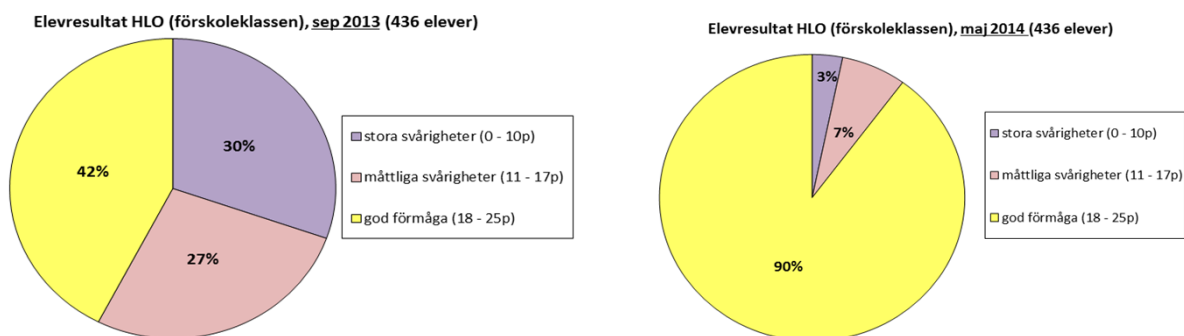 Elevresultat HLO (förskoleklassen), sep 2013 (436 elever)
30%
27%
42%
stora svårigheter (0 - 10p)
måttliga svårigheter (11 - 17p)
god förmåga (18 - 25p)
Elevresultat HLO (förskoleklassen), maj 2014 (436 elever)
3%
7%
90%
stora svårigheter (0 - 10p)
måttliga svårigheter (11 - 17p)
god förmåga (18 - 25p)